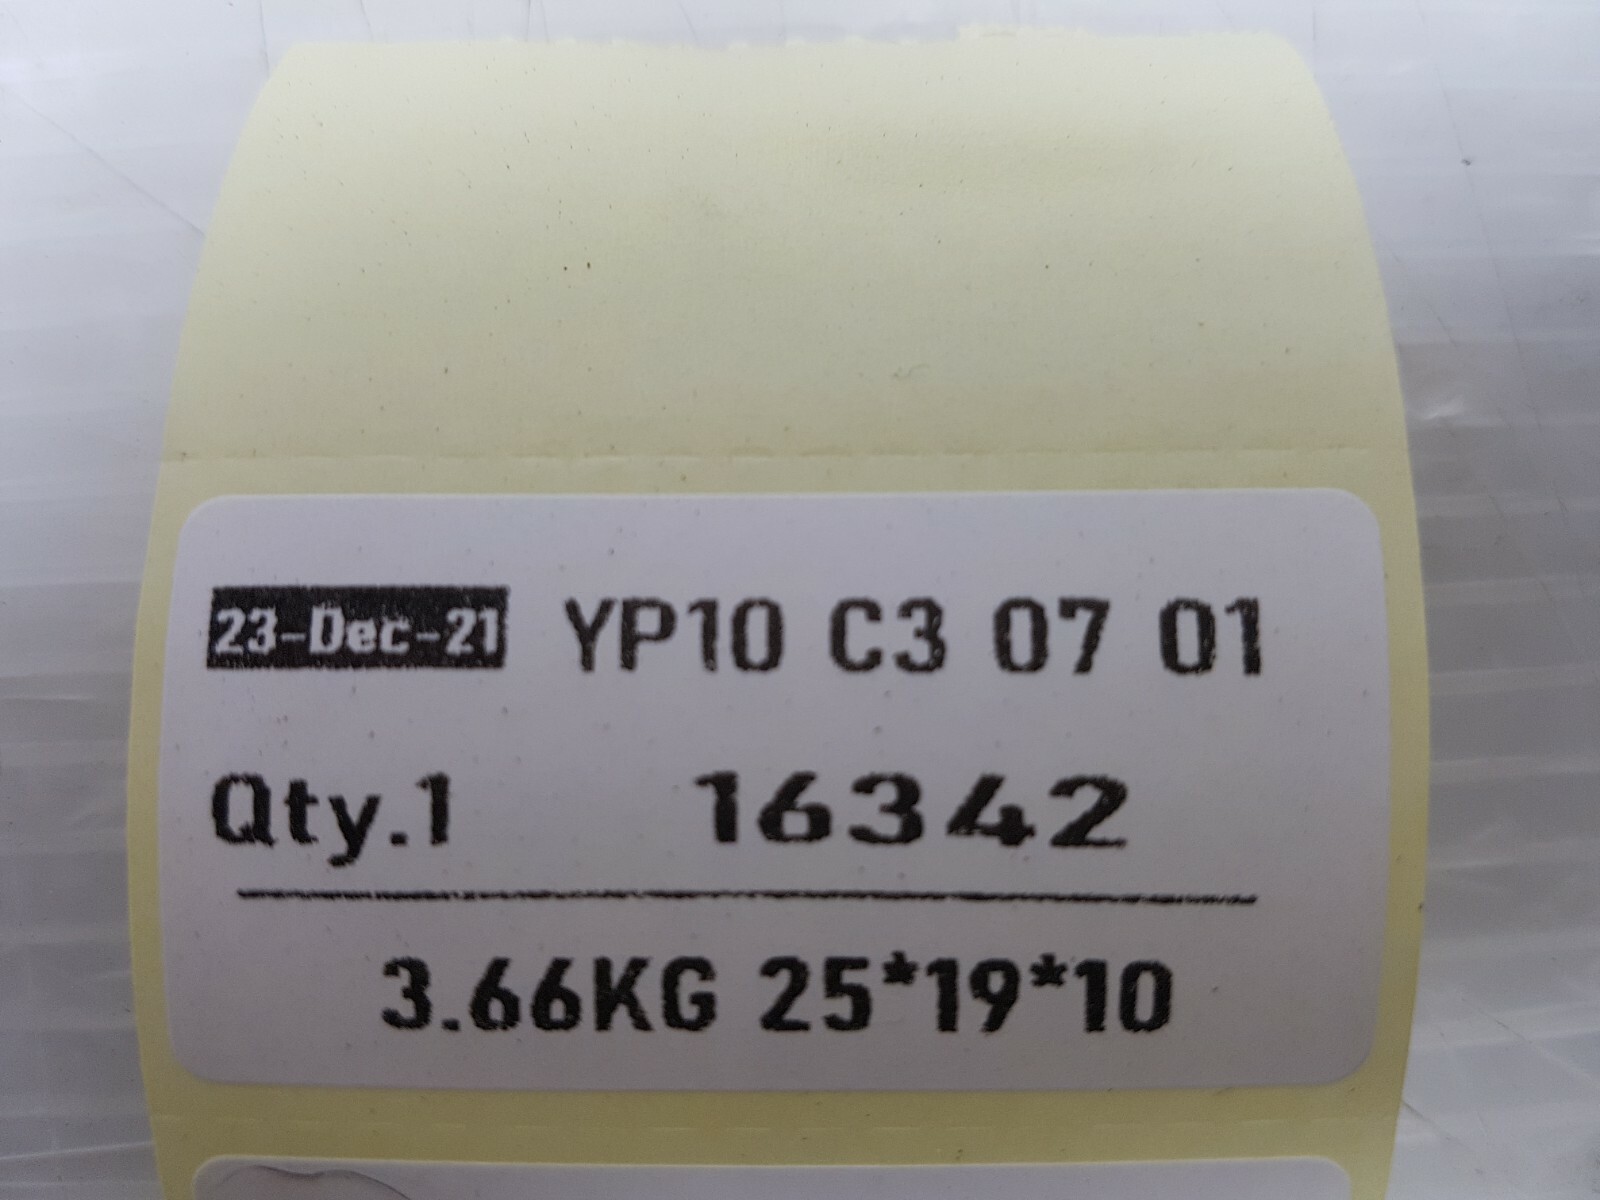 23-Dec-21 YP10 C3 07 01
Qty.1 16342
3.66KG 25*19*10